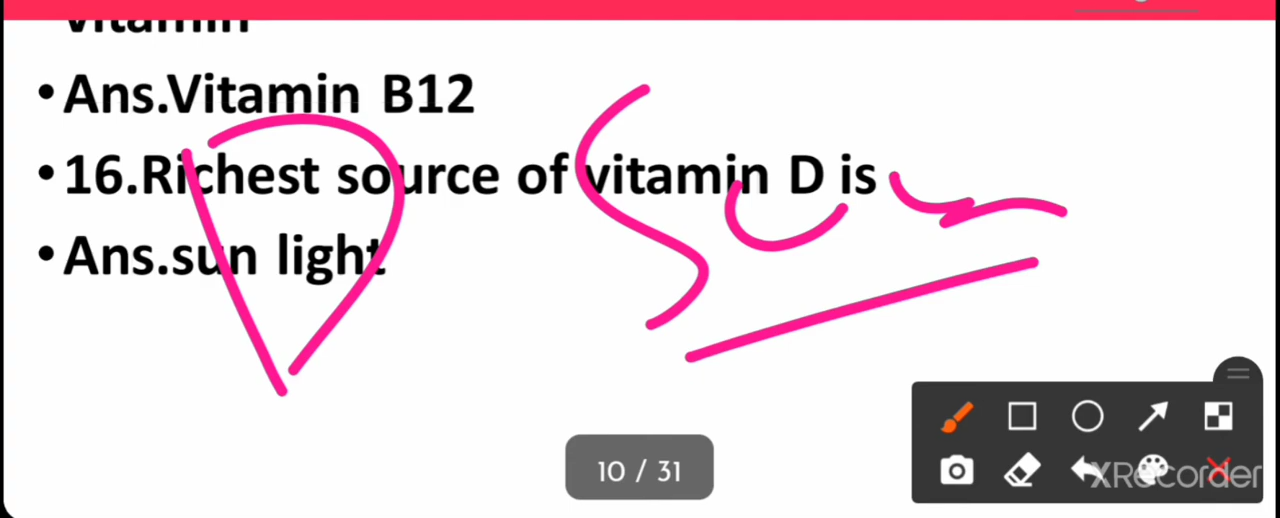 •Ans.Vitamin B12
•16.Richest source of vitamin D is
•Ans.sun light
D Sun
10 / 31
XRecorder